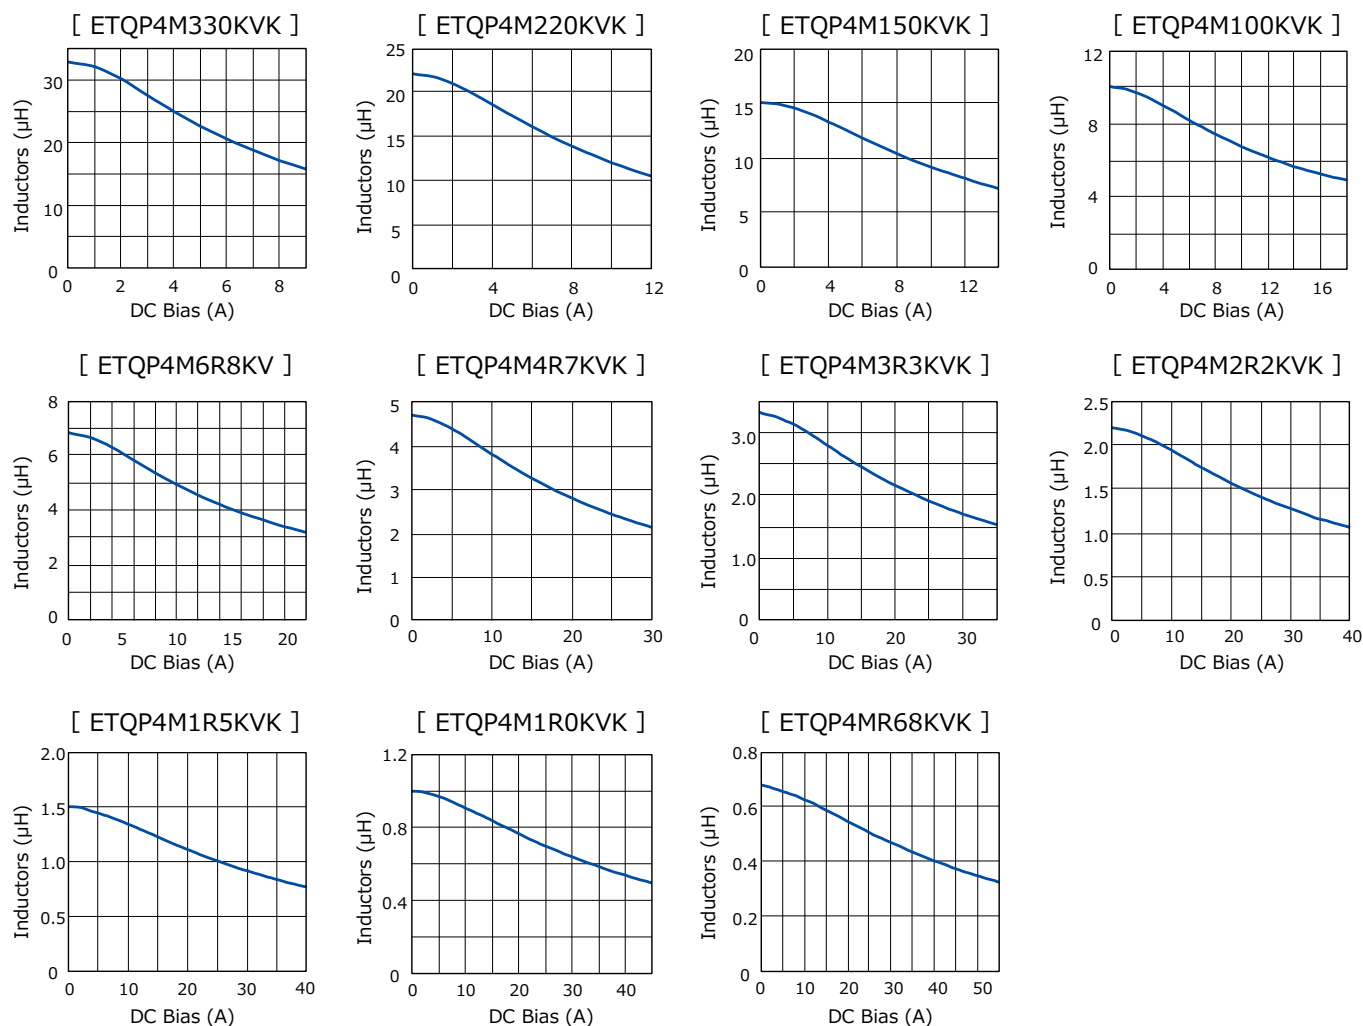 [ ETQP4M330KVK ]
Inductors (µH)
30
20
10
0
0 2 4 6 8
DC Bias (A)
[ ETQP4M220KVK ]
Inductors (µH)
25
22
20
15
10
5
0
0 4 8 12
DC Bias (A)
[ ETQP4M150KVK ]
Inductors (µH)
20
15
10
5
0
0 4 8 12
DC Bias (A)
[ ETQP4M100KVK ]
Inductors (µH)
12
10
8
4
0
0 4 8 12 16
DC Bias (A)
[ ETQP4M6R8KV ]
Inductors (µH)
8
6
4
2
0
0 5 10 15 20
DC Bias (A)
[ ETQP4M4R7KVK ]
Inductors (µH)
5
4
3
2
1
0
0 10 20 30
DC Bias (A)
[ ETQP4M3R3KVK ]
Inductors (µH)
3.0
2.0
1.0
0
0 10 20 30
DC Bias (A)
[ ETQP4M2R2KVK ]
Inductors (µH)
2.5
2.0
1.5
1.0
0.5
0
0 10 20 30 40
DC Bias (A)
[ ETQP4M1R5KVK ]
Inductors (µH)
2.0
1.5
1.0
0.5
0
0 10 20 30 40
DC Bias (A)
[ ETQP4M1R0KVK ]
Inductors (µH)
1.2
0.8
0.4
0
0 10 20 30 40
DC Bias (A)
[ ETQP4MR68KVK ]
Inductors (µH)
0.8
0.6
0.4
0.2
0
0 10 20 30 40 50
DC Bias (A)